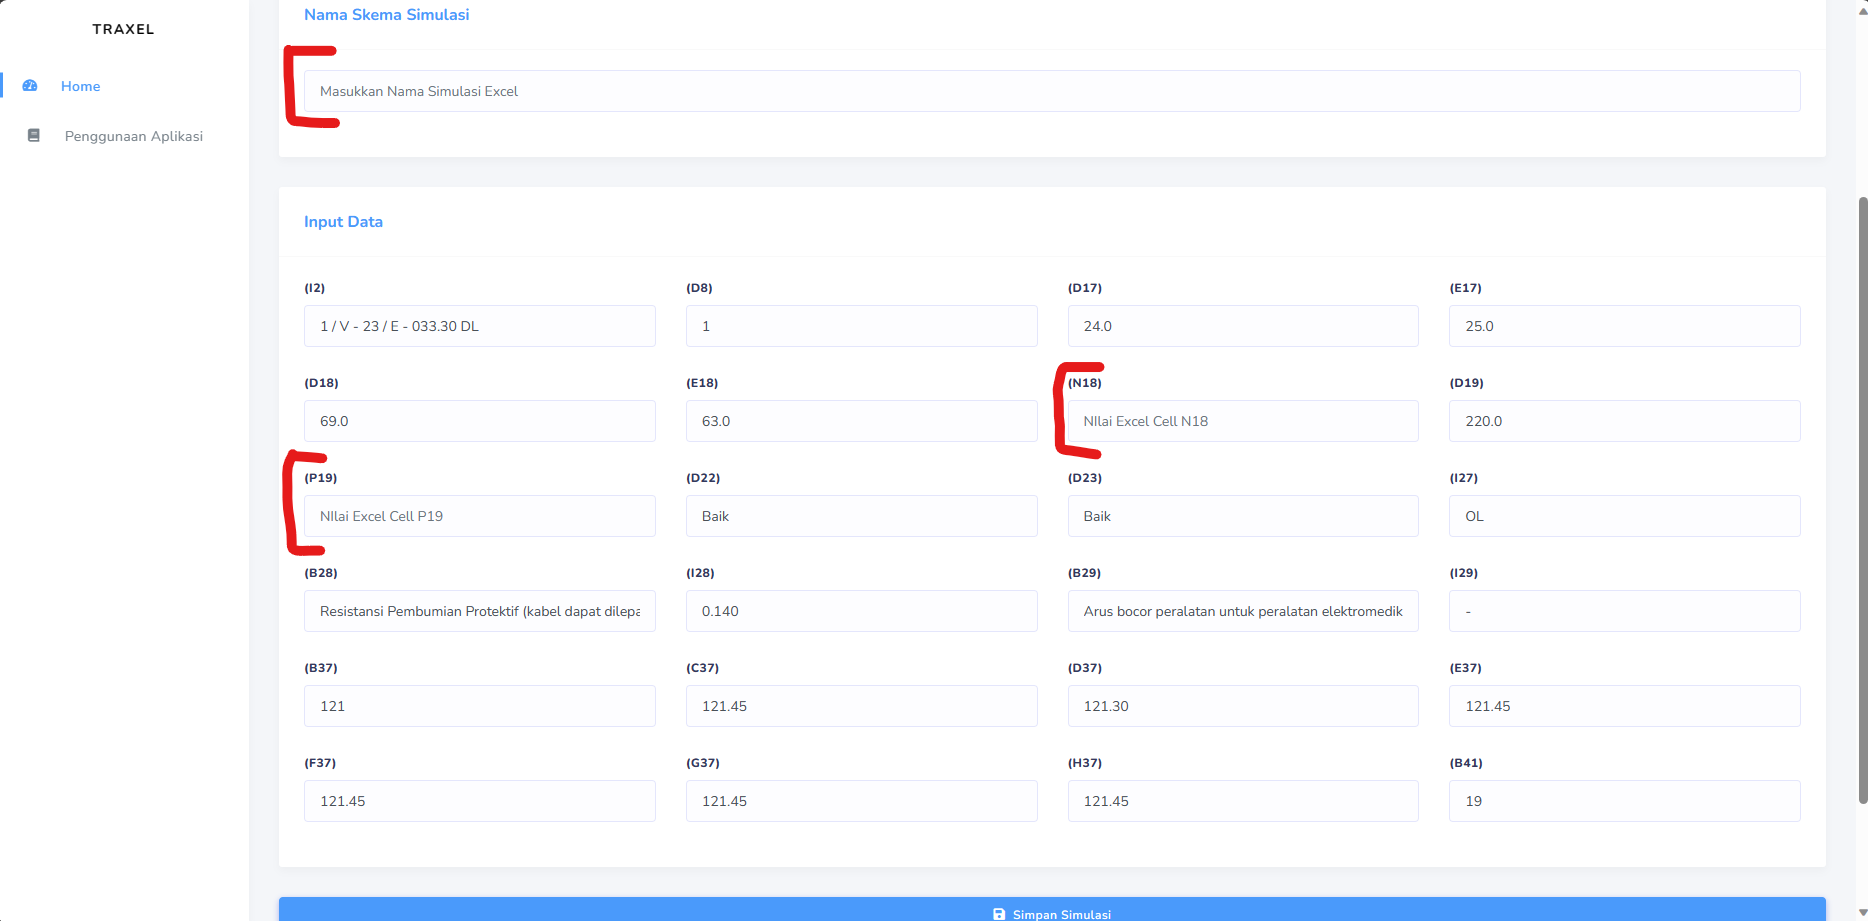 TRAXEL
Home
Penggunaan Aplikasi
Nama Skema Simulasi
Masukkan Nama Simulasi Excel
Input Data
(I2) (D8) (D17) (E17)
1 / V - 23 / E - 033.30 DL 1 24.0 25.0
(D18) (E18) (N18) (D19)
69.0 63.0 NIlai Excel Cell N18 220.0
(P19) (D22) (D23) (I27)
NIlai Excel Cell P19 Baik Baik OL
(B28) (I28) (B29) (I29)
Resistansi Pembumian Protektif (kabel dapat dilepa 0.140 Arus bocor peralatan untuk peralatan elektromedik -
(B37) (C37) (D37) (E37)
121 121.45 121.30 121.45
(F37) (G37) (H37) (B41)
121.45 121.45 121.45 19
Simpan Simulasi